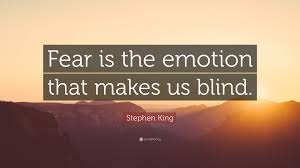 Fear is the emotion
that makes us blind.
Stephen King